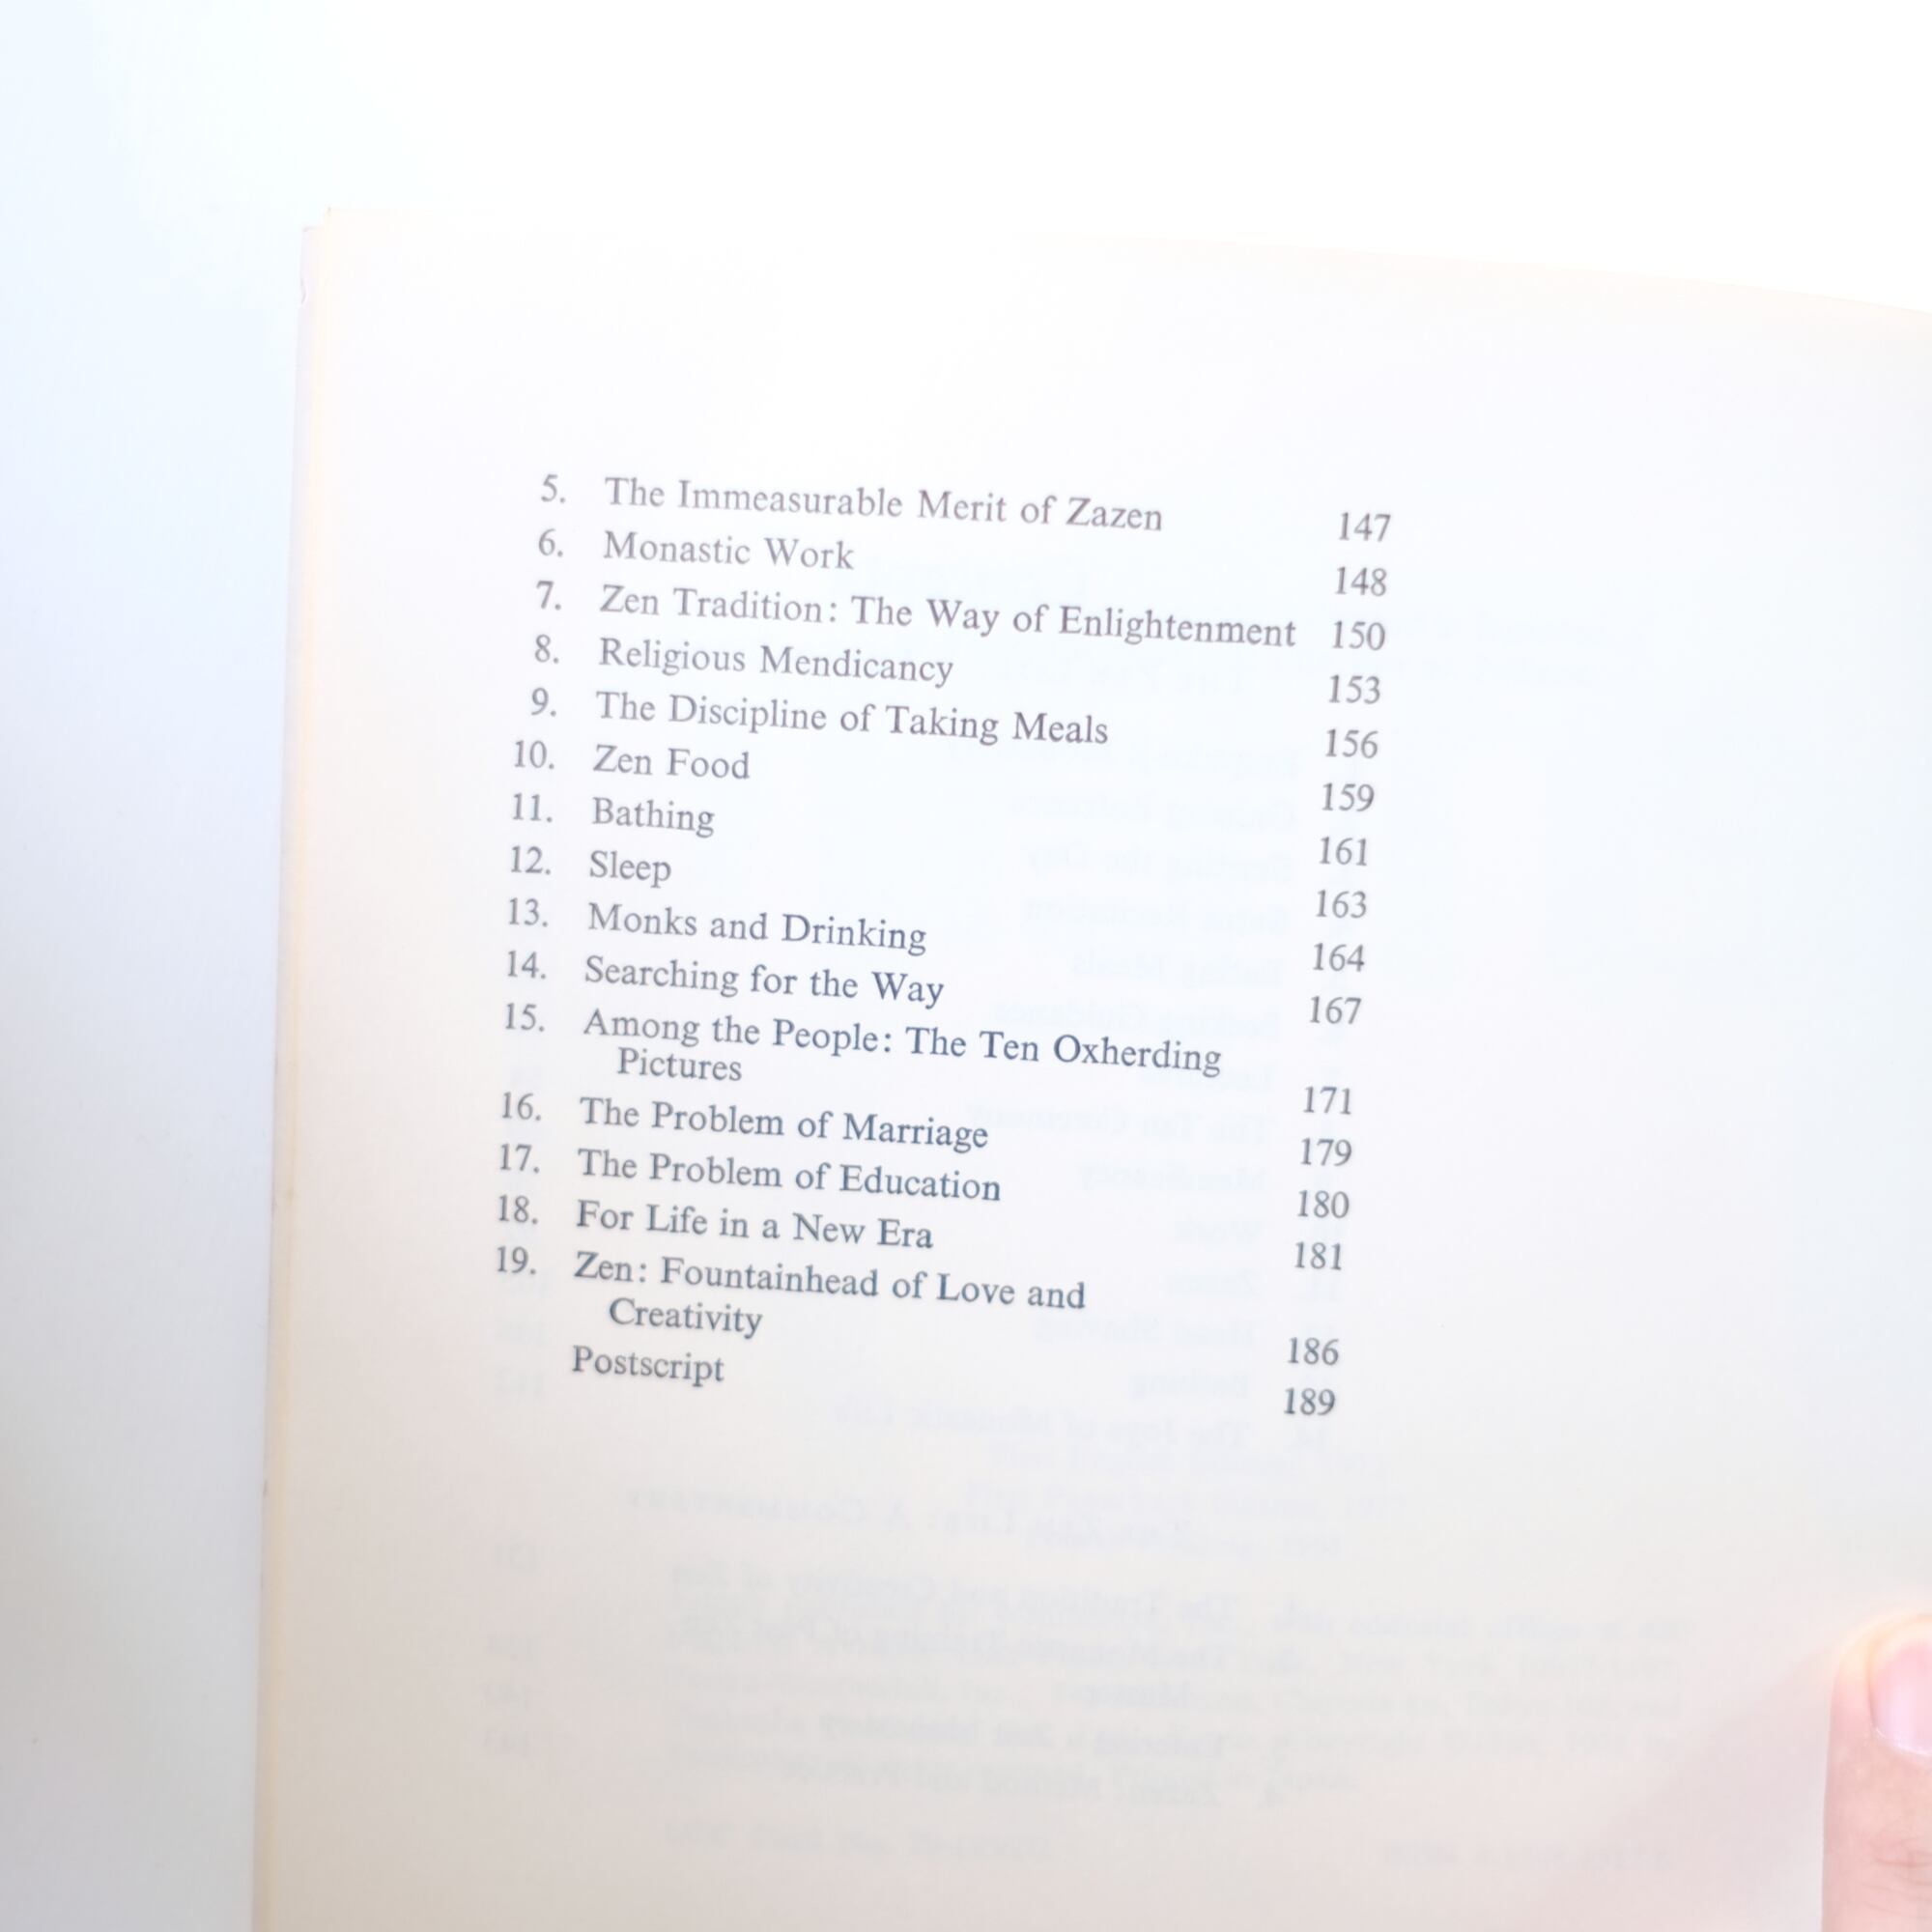 5. The Immeasurable Merit of Zazen 147
6. Monastic Work 148
7. Zen Tradition: The Way of Enlightenment 150
8. Religious Mendicancy 153
9. The Discipline of Taking Meals 156
10. Zen Food 159
11. Bathing 161
12. Sleep 163
13. Monks and Drinking 164
14. Searching for the Way 167
15. Among the People: The Ten Oxherding
Pictures 171
16. The Problem of Marriage 179
17. The Problem of Education 180
18. For Life in a New Era 181
19. Zen: Fountainhead of Love and
Creativity 186
Postscript 189